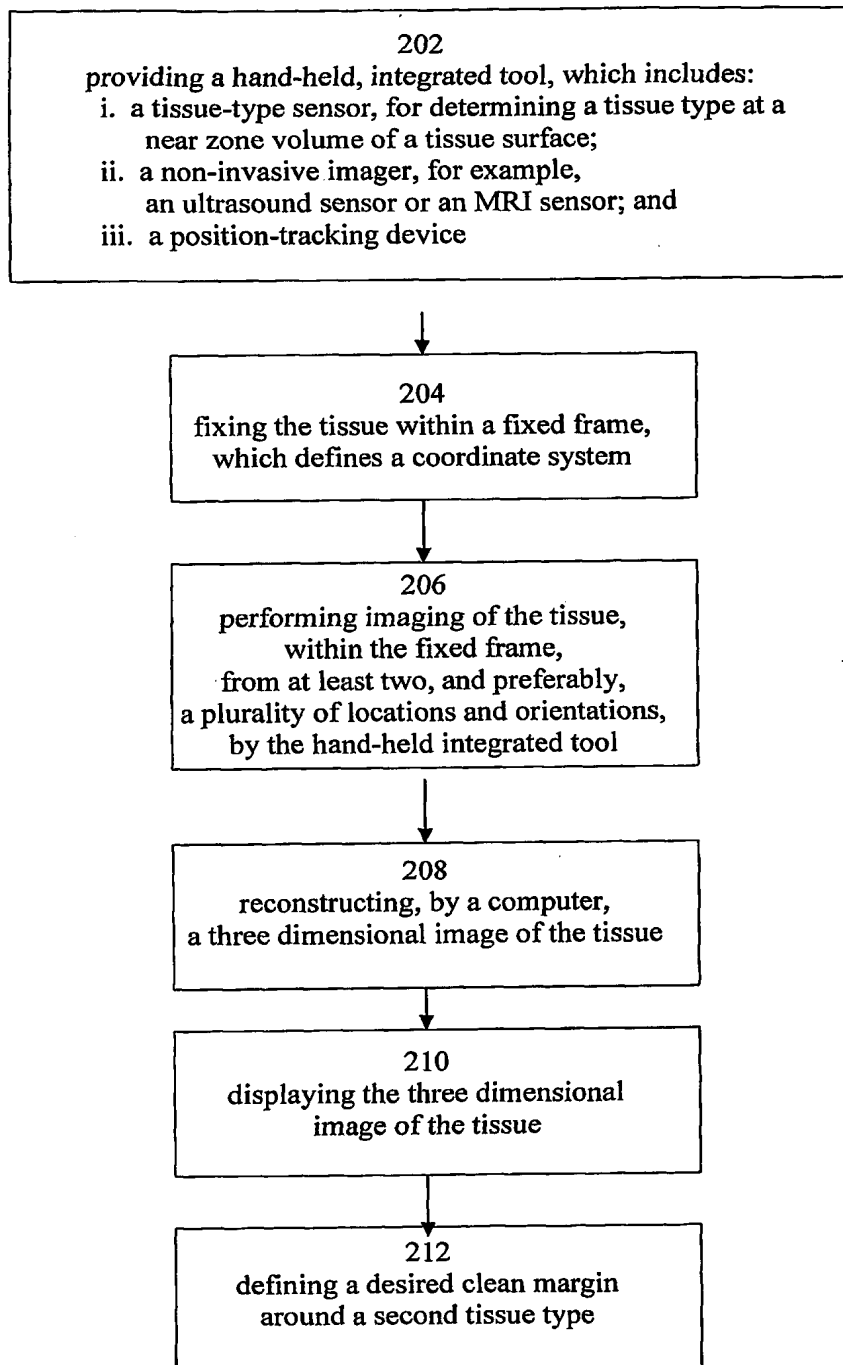 202
providing a hand-held, integrated tool, which includes:
i. a tissue-type sensor, for determining a tissue type at a
near zone volume of a tissue surface;
ii. a non-invasive imager, for example,
an ultrasound sensor or an MRI sensor; and
iii. a position-tracking device
204
fixing the tissue within a fixed frame,
which defines a coordinate system
206
performing imaging of the tissue,
within the fixed frame,
from at least two, and preferably,
a plurality of locations and orientations,
by the hand-held integrated tool
208
reconstructing, by a computer,
a three dimensional image of the tissue
210
displaying the three dimensional
image of the tissue
212
defining a desired clean margin
around a second tissue type